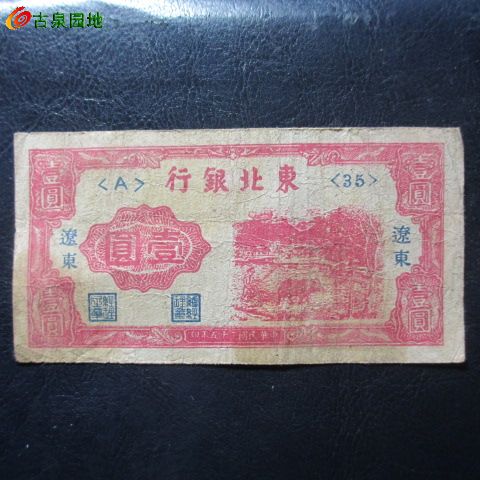 古泉园地
壹圓 壹圓
<A> 行銀北東 <35>
遼東 遼東
圓壹
壹圓 壹圓